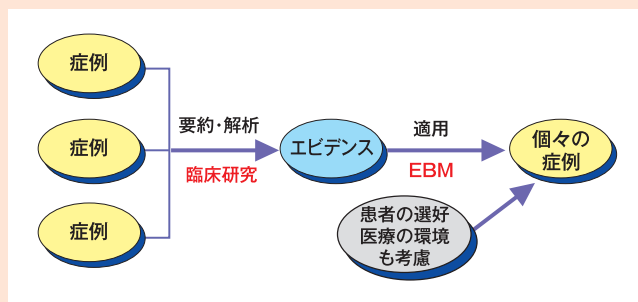 症例
症例
症例
要約・解析
臨床研究
エビデンス
適用
EBM
個々の
症例
患者の選好
医療の環境
も考慮